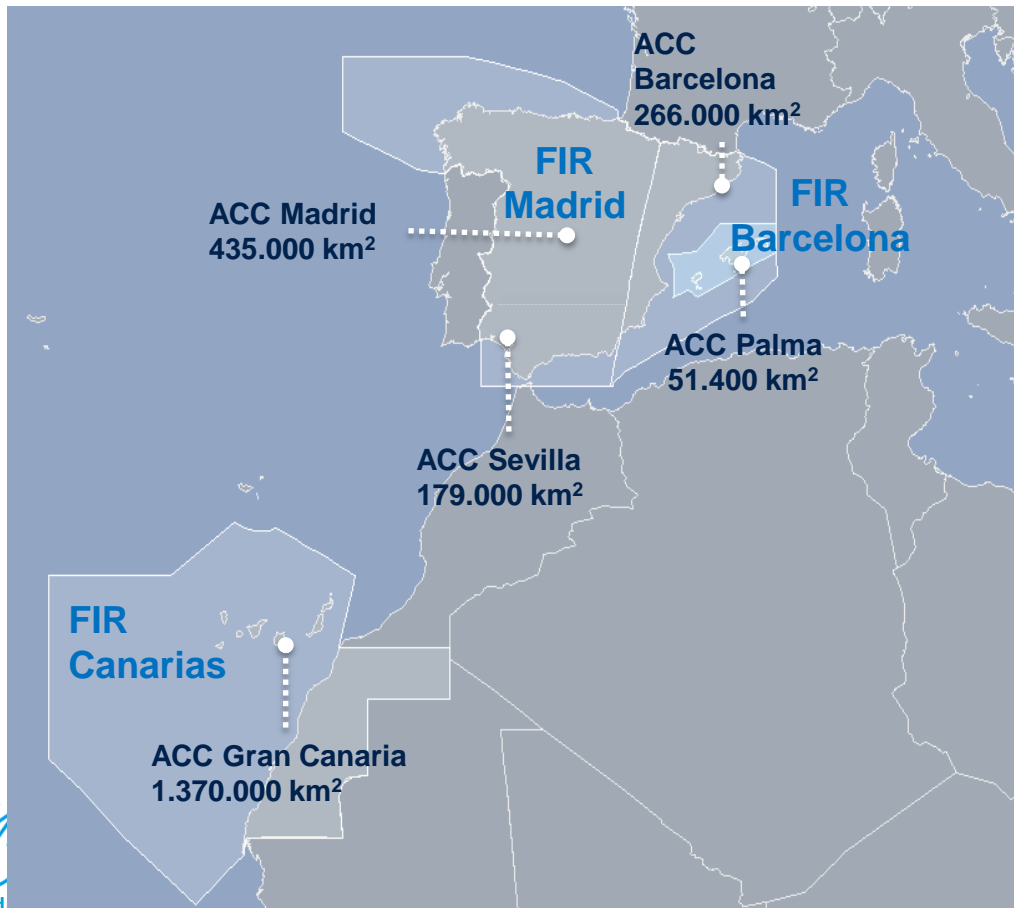 ACC
Barcelona
266.000 km²
FIR
Madrid
FIR
Barcelona
ACC Madrid
435.000 km²
ACC Palma
51.400 km²
ACC Sevilla
179.000 km²
FIR
Canarias
ACC Gran Canaria
1.370.000 km²